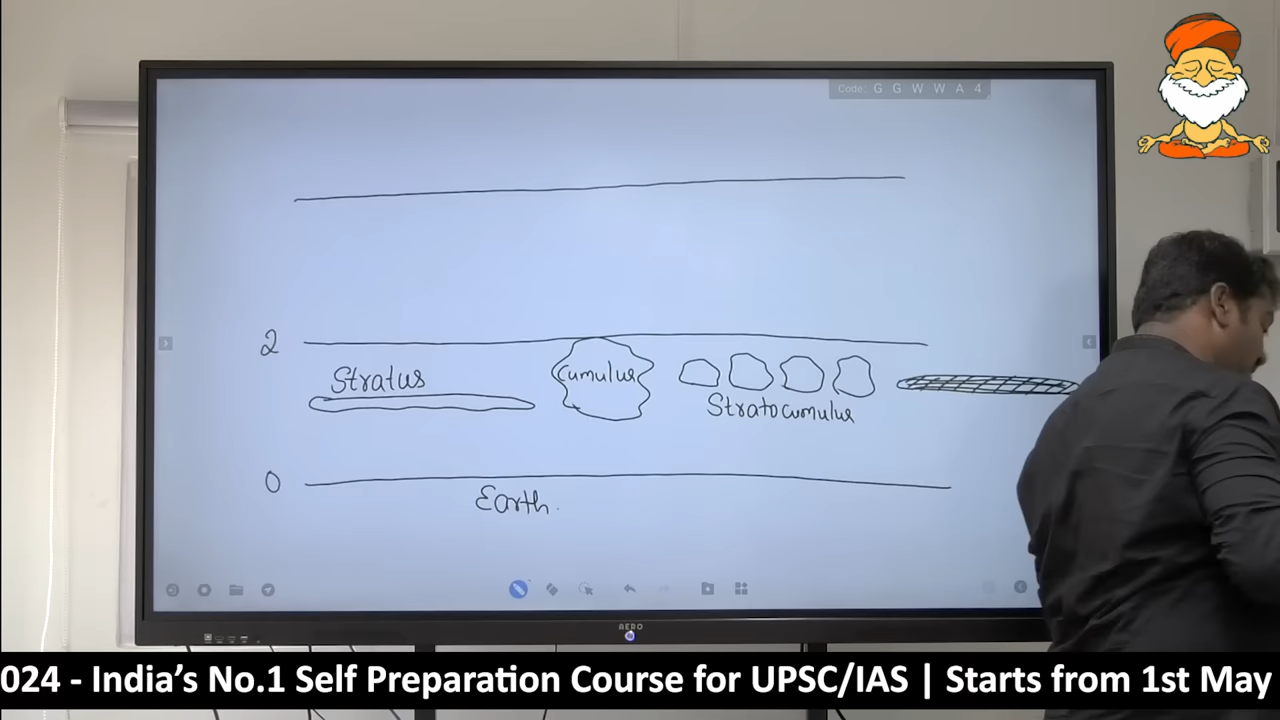 Code: G G W W A 4
2
Stratus
Cumulus
Stratocumulus
0
Earth.
AERO
024 - India's No.1 Self Preparation Course for UPSC/IAS | Starts from 1st May